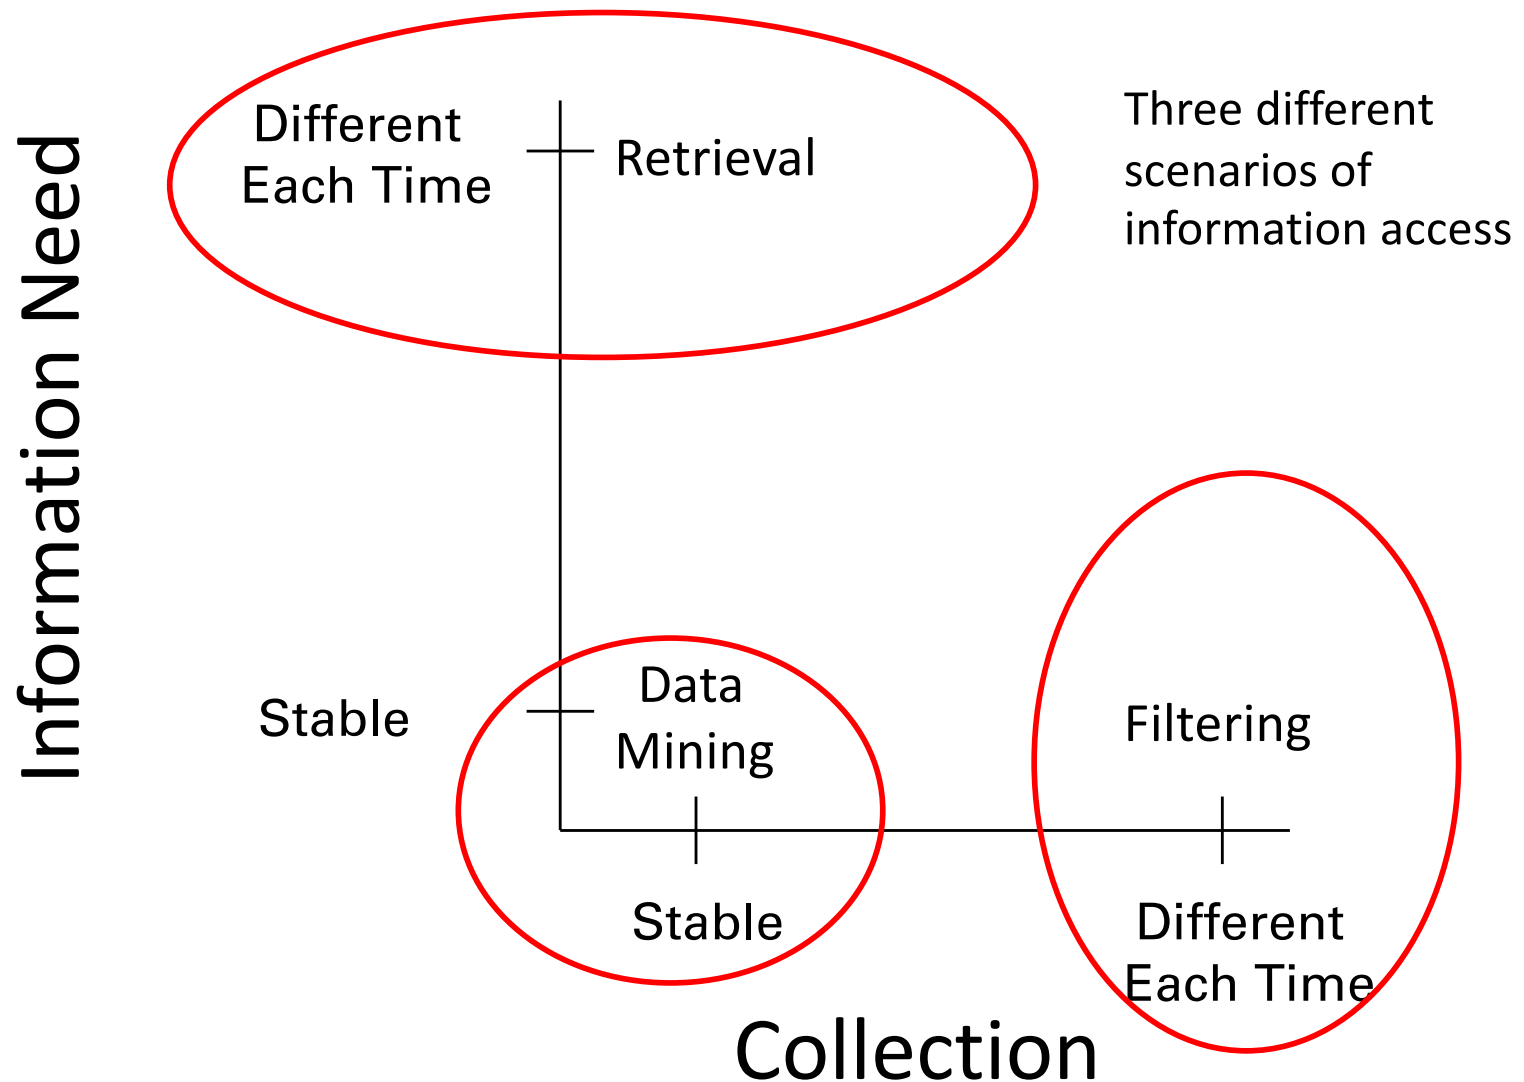 Information Need
Different
Each Time
Retrieval
Three different
scenarios of
information access
Stable
Data
Mining
Filtering
Stable
Different
Each Time
Collection